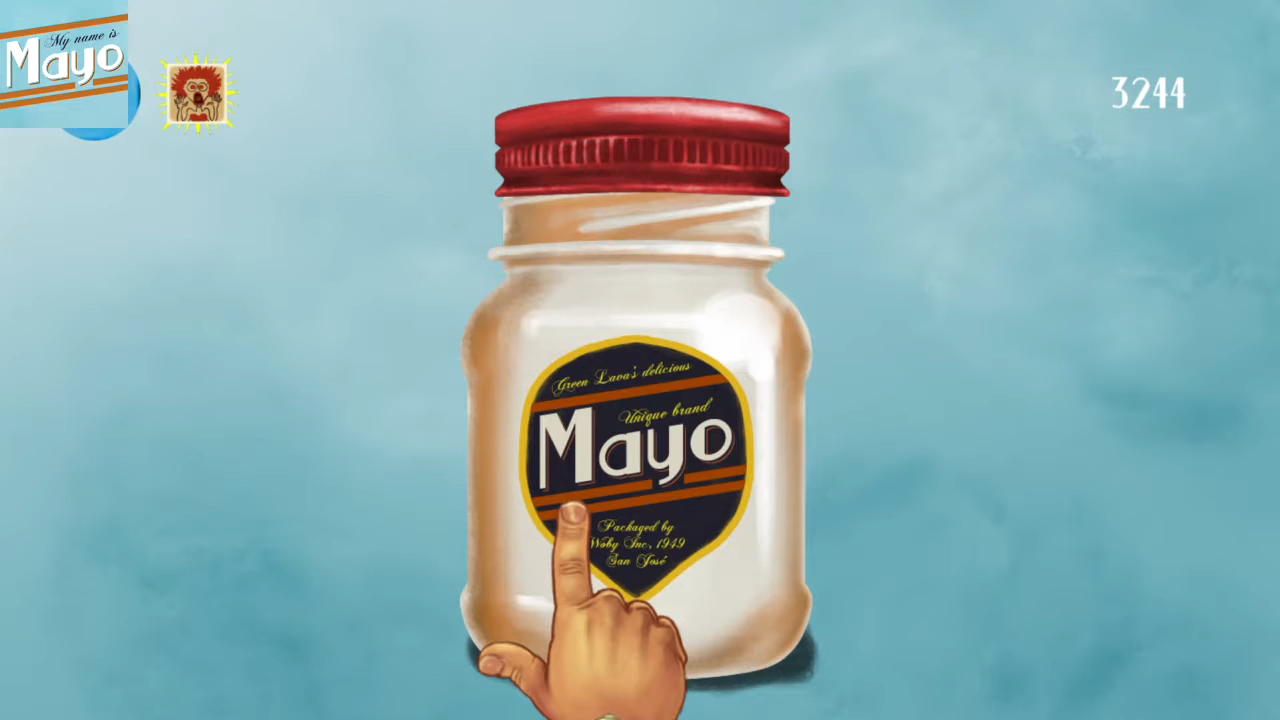 My name is
Mayo
3244
Green Lava's delicious
Unique brand
Mayo
Packaged by
Woby Inc, 1949
San José